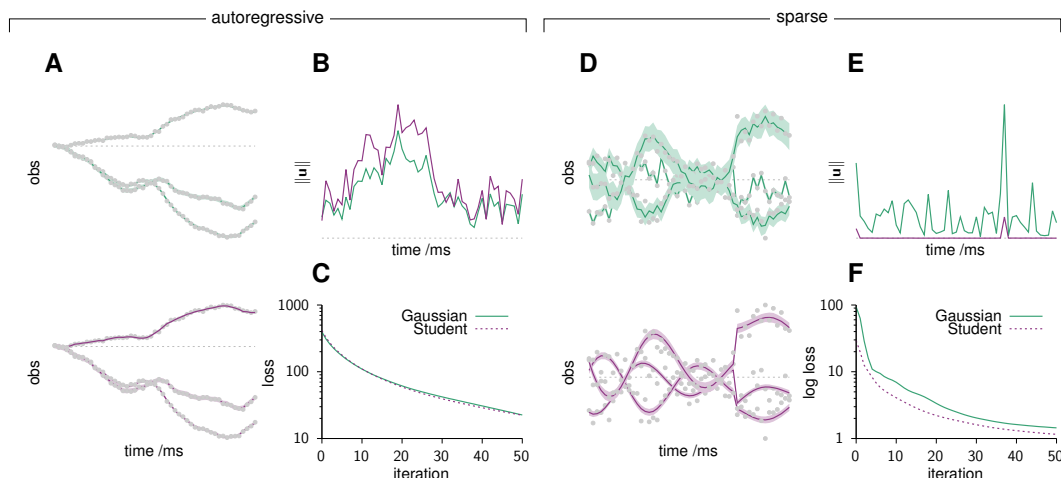 autoregressive
sparse
A
B
D
E
obs
||u||
time /ms
obs
||u||
time /ms
C
F
obs
time /ms
1000
100
10
loss
Gaussian
Student
0 10 20 30 40 50
iteration
obs
time /ms
100
10
1
log loss
Gaussian
Student
0 10 20 30 40 50
iteration